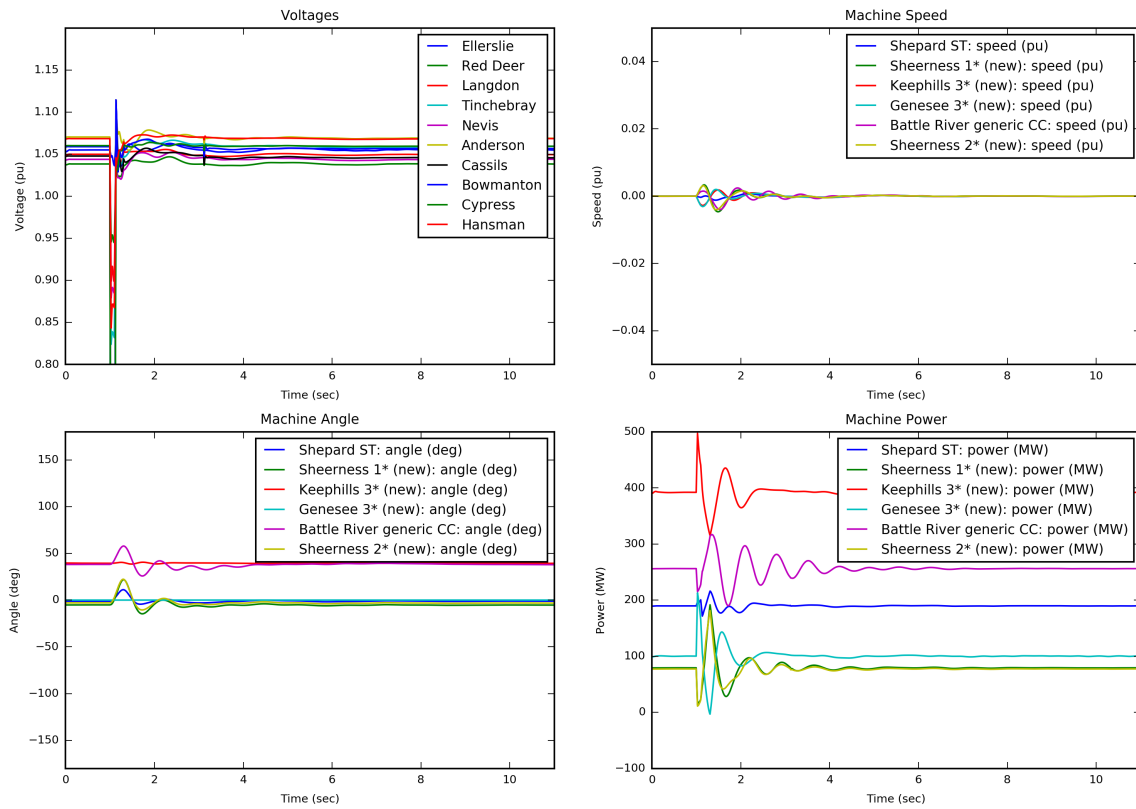 Voltages
1.15
1.10
1.05
1.00
0.95
0.90
0.85
0.80
Voltage (pu)
0
2
4
6
8
10
Time (sec)
Ellerslie
Red Deer
Langdon
Tinchebray
Nevis
Anderson
Cassils
Bowmanton
Cypress
Hansman
Machine Speed
0.04
0.02
0.00
−0.02
−0.04
Speed (pu)
0
2
4
6
8
10
Time (sec)
Shepard ST: speed (pu)
Sheerness 1* (new): speed (pu)
Keephills 3* (new): speed (pu)
Genesee 3* (new): speed (pu)
Battle River generic CC: speed (pu)
Sheerness 2* (new): speed (pu)
Machine Angle
150
100
50
0
−50
−100
−150
Angle (deg)
0
2
4
6
8
10
Time (sec)
Shepard ST: angle (deg)
Sheerness 1* (new): angle (deg)
Keephills 3* (new): angle (deg)
Genesee 3* (new): angle (deg)
Battle River generic CC: angle (deg)
Sheerness 2* (new): angle (deg)
Machine Power
500
400
300
200
100
0
−100
Power (MW)
0
2
4
6
8
10
Time (sec)
Shepard ST: power (MW)
Sheerness 1* (new): power (MW)
Keephills 3* (new): power (MW)
Genesee 3* (new): power (MW)
Battle River generic CC: power (MW)
Sheerness 2* (new): power (MW)